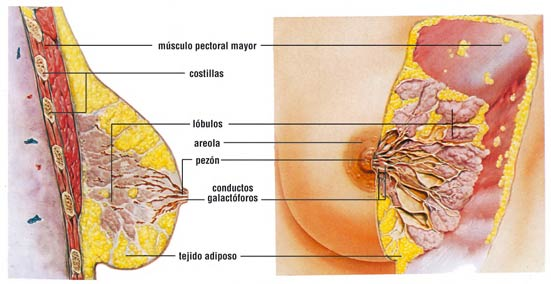 músculo pectoral mayor
costillas
lóbulos
areola
pezón
conductos
galactóforos
tejido adiposo